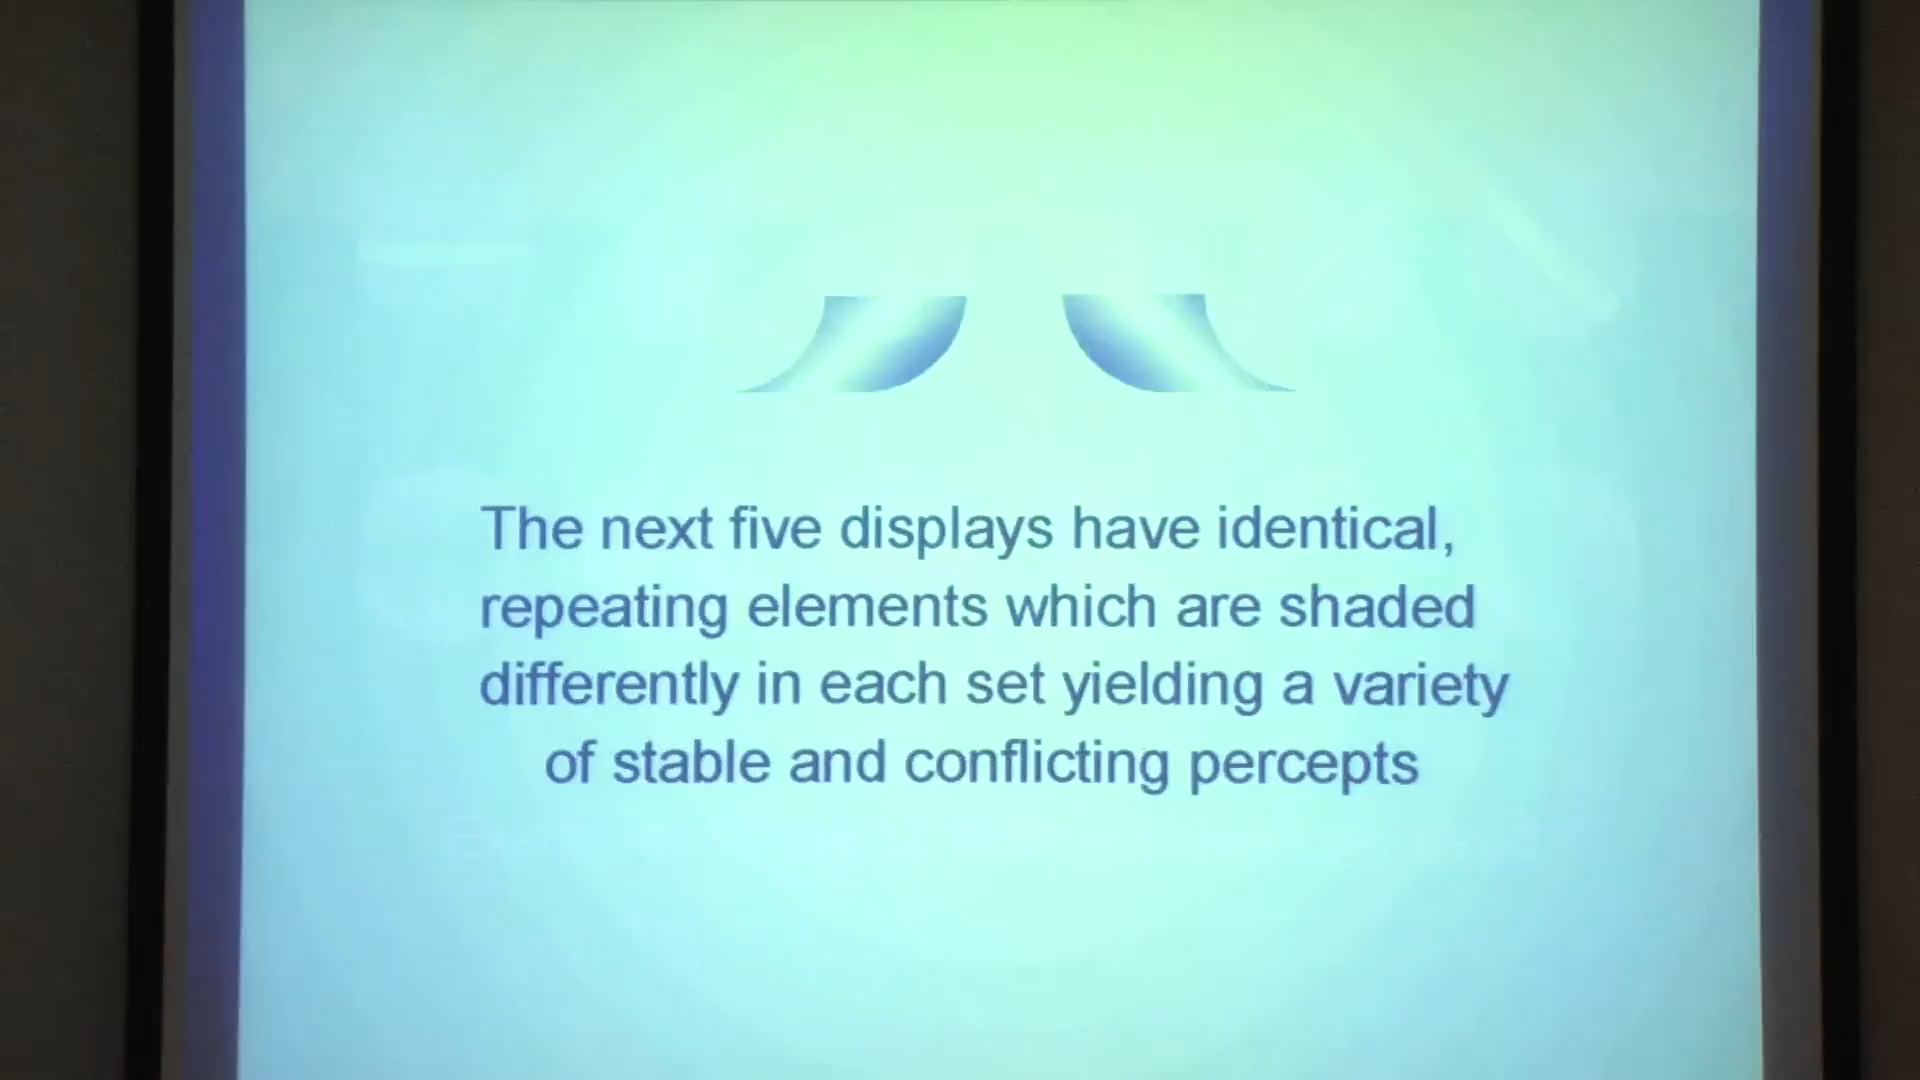 The next five displays have identical,
repeating elements which are shaded
differently in each set yielding a variety
of stable and conflicting percepts